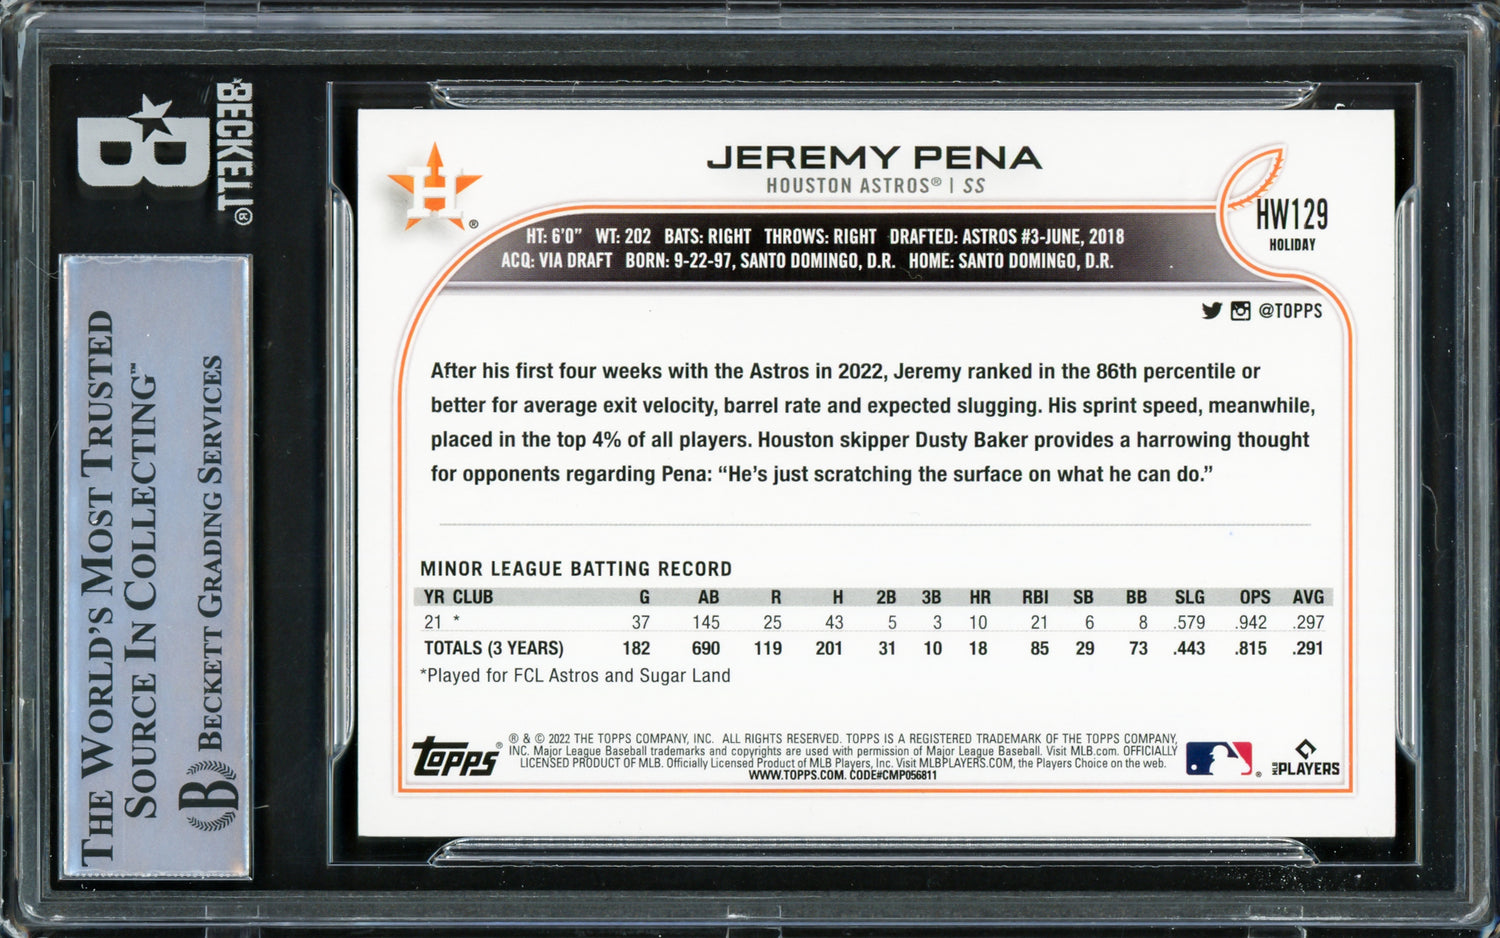 BECKETT®
THE WORLD'S MOST TRUSTED
SOURCE IN COLLECTING™
BECKETT GRADING SERVICES
JEREMY PENA
HOUSTON ASTROS® | SS
HW129
HOLIDAY
HT: 6'0" WT: 202 BATS: RIGHT THROWS: RIGHT DRAFTED: ASTROS #3-JUNE, 2018
ACQ: VIA DRAFT BORN: 9-22-97, SANTO DOMINGO, D.R. HOME: SANTO DOMINGO, D.R.
@TOPPS
After his first four weeks with the Astros in 2022, Jeremy ranked in the 86th percentile or
better for average exit velocity, barrel rate and expected slugging. His sprint speed, meanwhile,
placed in the top 4% of all players. Houston skipper Dusty Baker provides a harrowing thought
for opponents regarding Pena: “He’s just scratching the surface on what he can do.”
MINOR LEAGUE BATTING RECORD
YR CLUB G AB R H 2B 3B HR RBI SB BB SLG OPS AVG
21 * 37 145 25 43 5 3 10 21 6 8 .579 .942 .297
TOTALS (3 YEARS) 182 690 119 201 31 10 18 85 29 73 .443 .815 .291
*Played for FCL Astros and Sugar Land
Topps®
® & © 2022 THE TOPPS COMPANY, INC. ALL RIGHTS RESERVED. TOPPS IS A REGISTERED TRADEMARK OF THE TOPPS COMPANY,
INC. Major League Baseball trademarks and copyrights are used with permission of Major League Baseball. Visit MLB.com. OFFICIALLY
LICENSED PRODUCT OF MLB. Officially Licensed Product of MLB Players, Inc. Visit MLBPLAYERS.COM, the Players Choice on the web.
WWW.TOPPS.COM. CODE#CMP056811
MLB PLAYERS